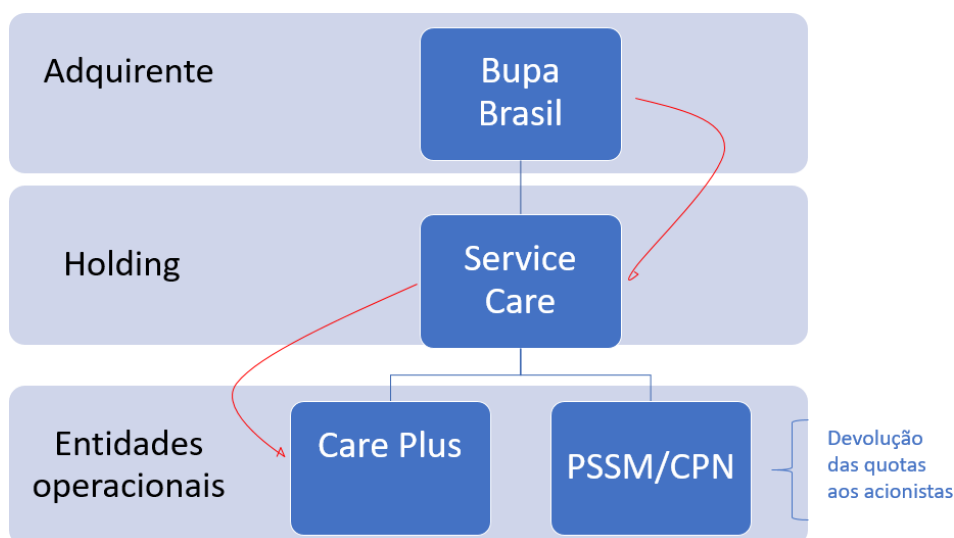 Adquirente
Bupa
Brasil
Holding
Service
Care
Entidades
operacionais
Care Plus
PSSM/CPN
Devolução
das quotas
aos acionistas